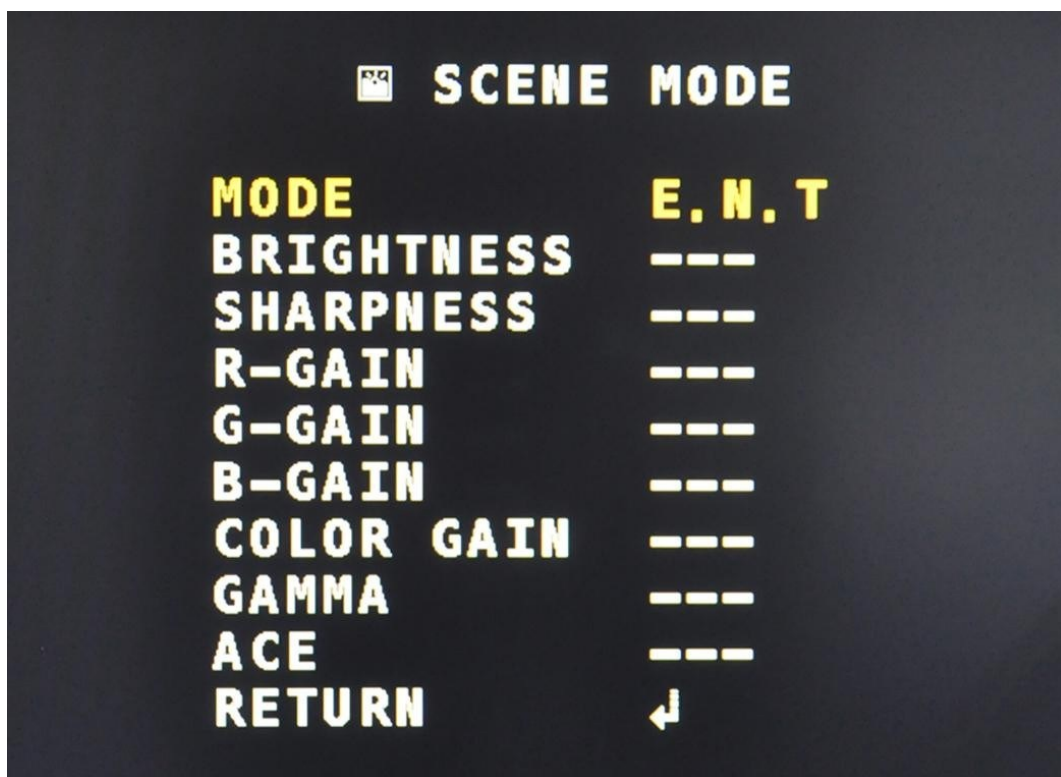 SCENE MODE
MODE E.N.T
BRIGHTNESS ---
SHARPNESS ---
R-GAIN ---
G-GAIN ---
B-GAIN ---
COLOR GAIN ---
GAMMA ---
ACE ---
RETURN ↲